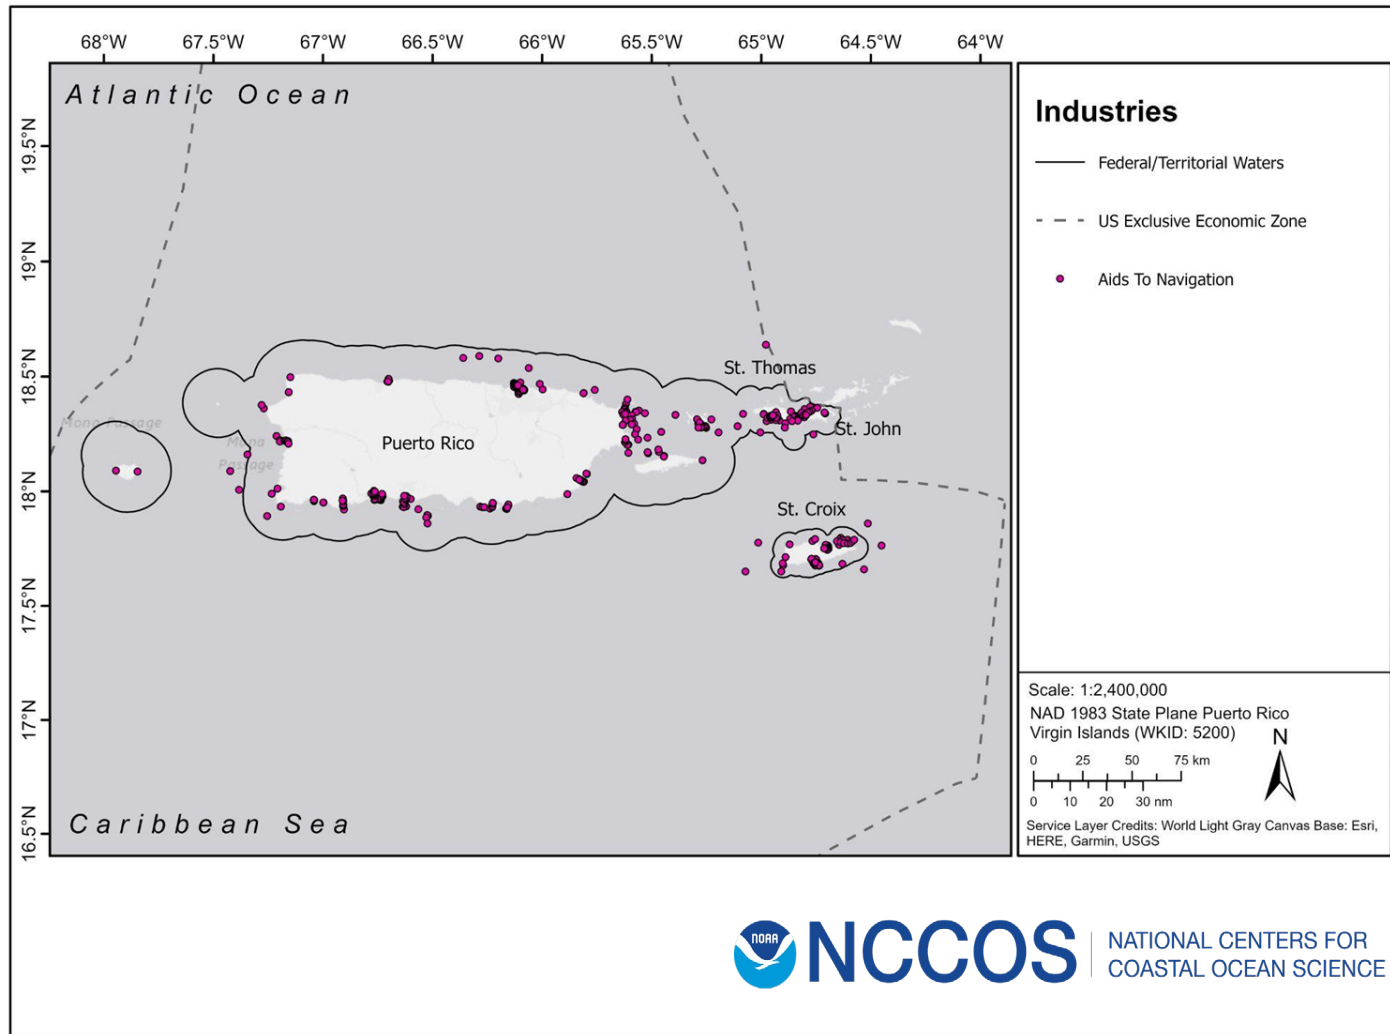 68°W 67.5°W 67°W 66.5°W 66°W 65.5°W 65°W 64.5°W 64°W
Atlantic Ocean
19.5°N
19°N
18.5°N
18°N
17.5°N
17°N
16.5°N
St. Thomas
St. John
Mona Passage
Mona
Passage
Puerto Rico
St. Croix
Caribbean Sea
Industries
Federal/Territorial Waters
US Exclusive Economic Zone
Aids To Navigation
Scale: 1:2,400,000
NAD 1983 State Plane Puerto Rico
Virgin Islands (WKID: 5200)
N
0 25 50 75 km
0 10 20 30 nm
Service Layer Credits: World Light Gray Canvas Base: Esri,
HERE, Garmin, USGS
NOAA
NCCOS
NATIONAL CENTERS FOR
COASTAL OCEAN SCIENCE